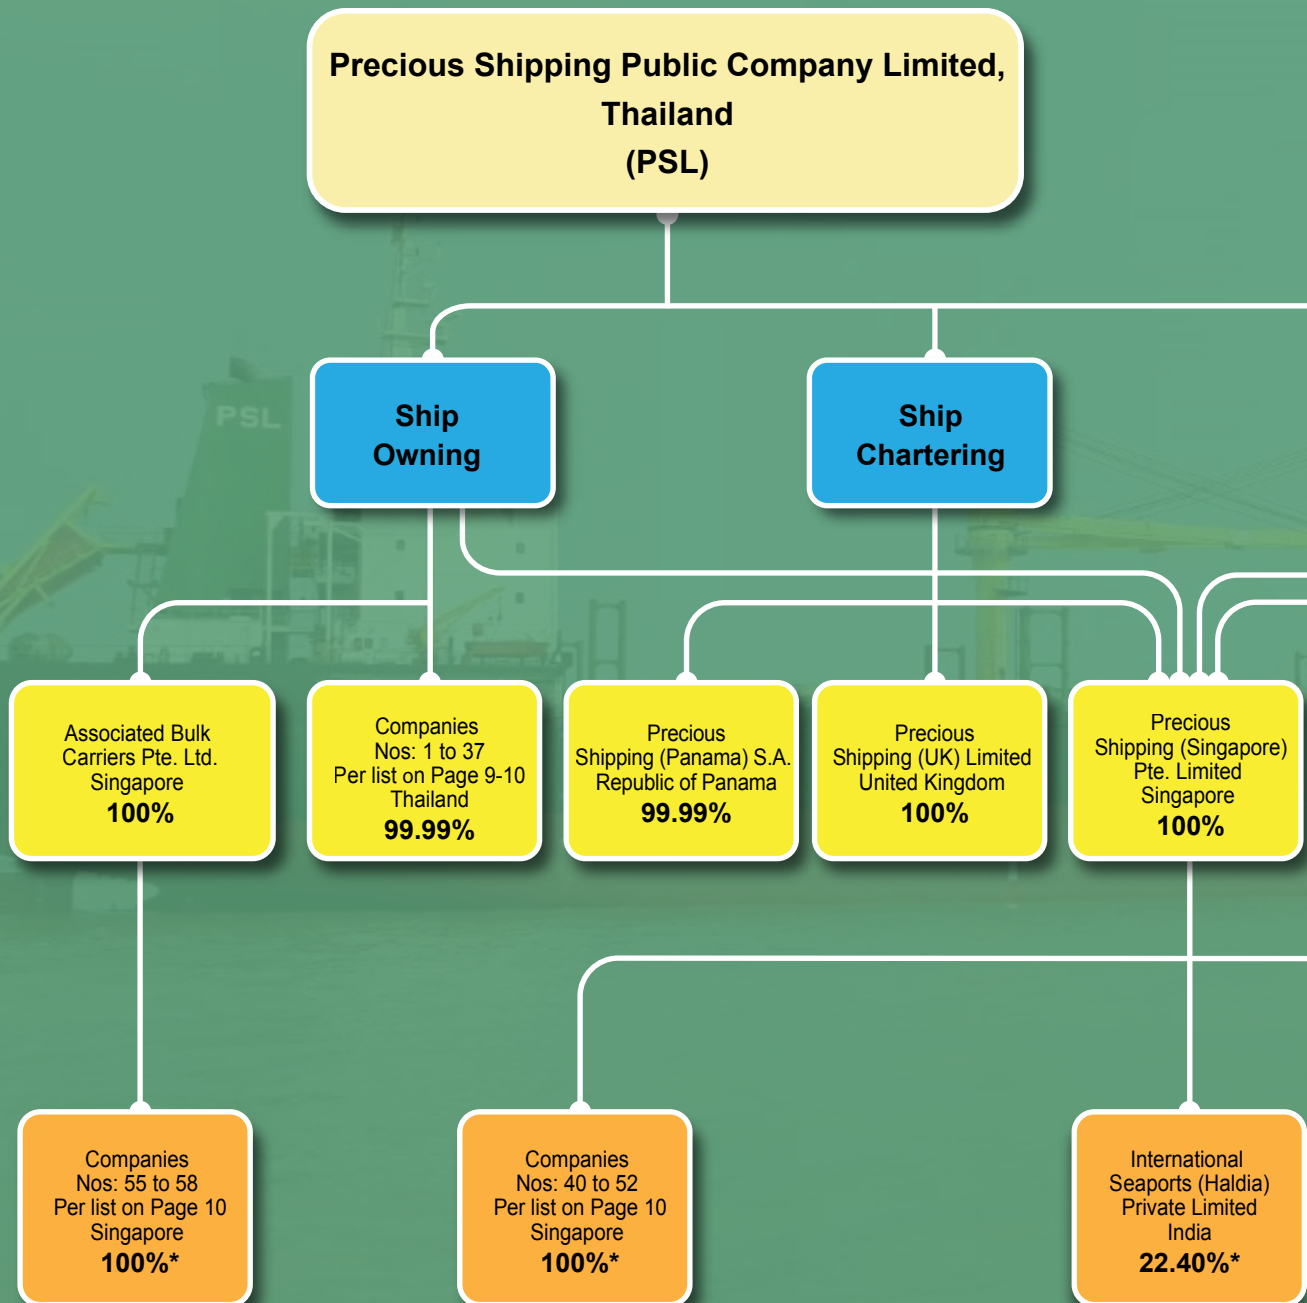 Precious Shipping Public Company Limited,
Thailand
(PSL)
Ship
Owning
Ship
Chartering
PSL
Associated Bulk
Carriers Pte. Ltd.
Singapore
100%
Companies
Nos: 1 to 37
Per list on Page 9-10
Thailand
99.99%
Precious
Shipping (Panama) S.A.
Republic of Panama
99.99%
Precious
Shipping (UK) Limited
United Kingdom
100%
Precious
Shipping (Singapore)
Pte. Limited
Singapore
100%
Companies
Nos: 55 to 58
Per list on Page 10
Singapore
100%*
Companies
Nos: 40 to 52
Per list on Page 10
Singapore
100%*
International
Seaports (Haldia)
Private Limited
India
22.40%*